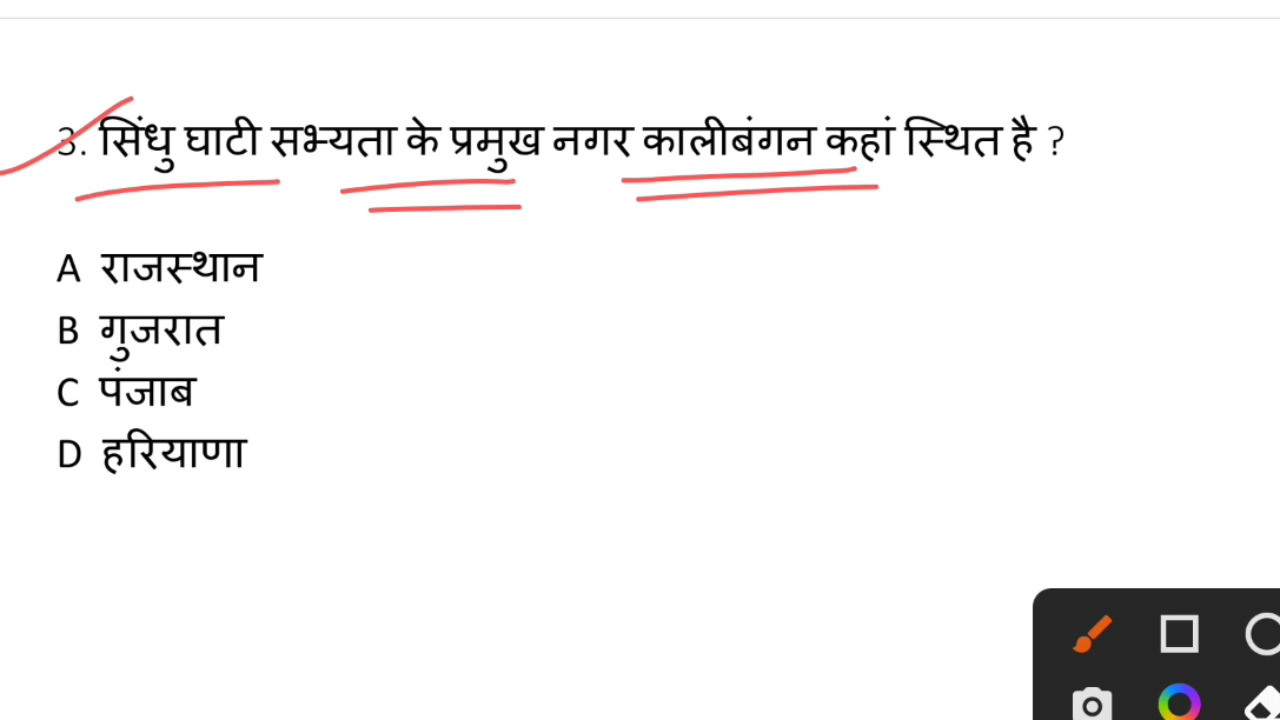 3. सिंधु घाटी सभ्यता के प्रमुख नगर कालीबंगन कहां स्थित है ?
A राजस्थान
B गुजरात
C पंजाब
D हरियाणा